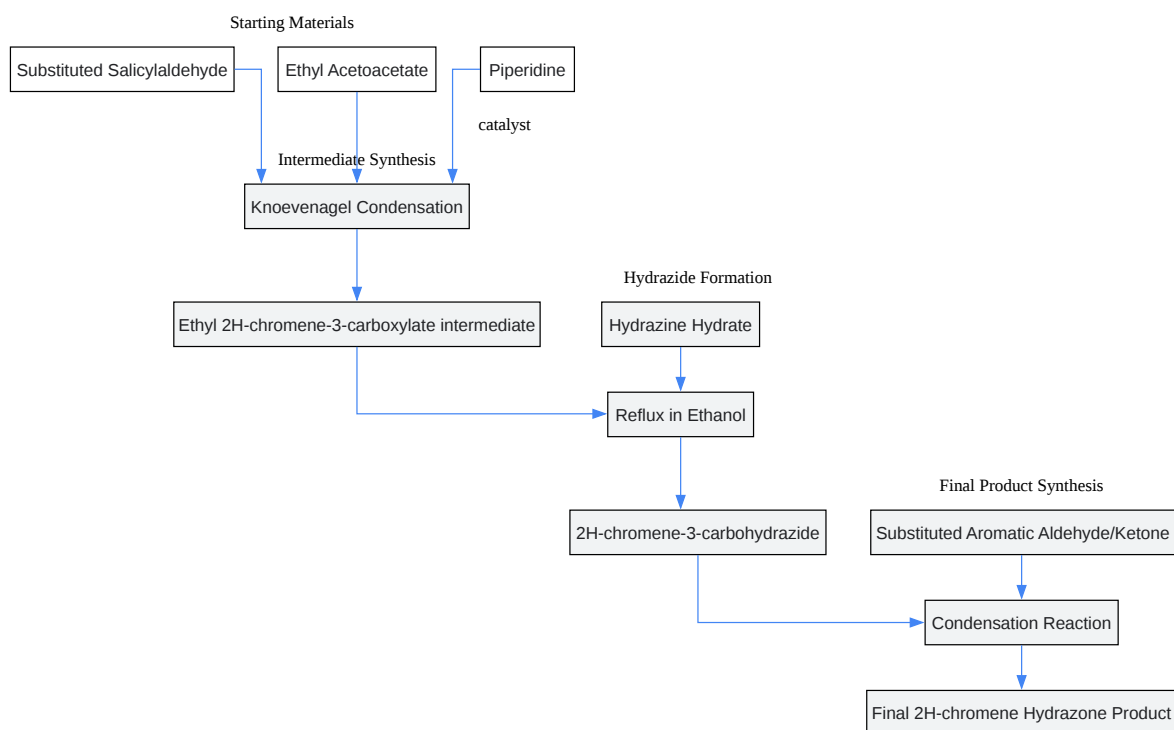 Starting Materials
Substituted Salicylaldehyde
Ethyl Acetoacetate
Piperidine
catalyst
Intermediate Synthesis
Knoevenagel Condensation
Hydrazide Formation
Ethyl 2H-chromene-3-carboxylate intermediate
Hydrazine Hydrate
Reflux in Ethanol
Final Product Synthesis
2H-chromene-3-carbohydrazide
Substituted Aromatic Aldehyde/Ketone
Condensation Reaction
Final 2H-chromene Hydrazone Product